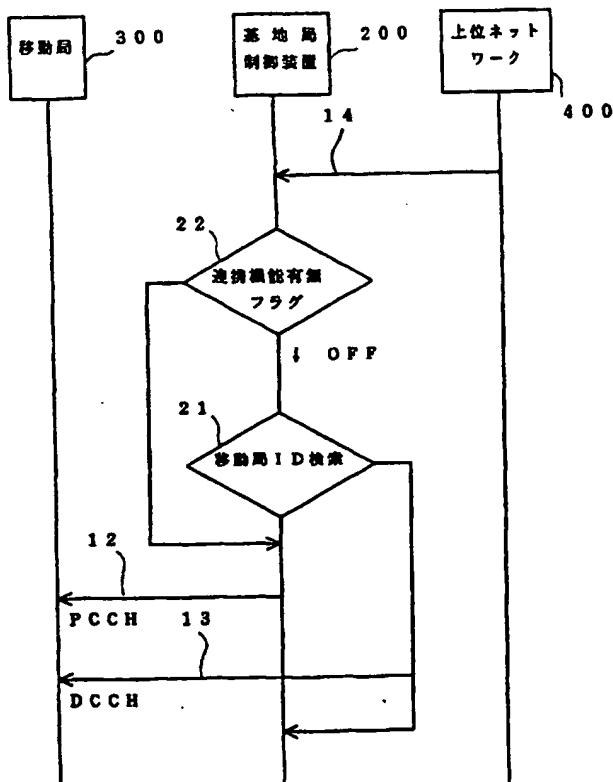 移動局
300
基地局
制御装置
200
上位ネット
ワーク
400
14
22
連携機能有無
フラグ
↓ OFF
21
移動局ID検索
12
PCCH
13
DCCH